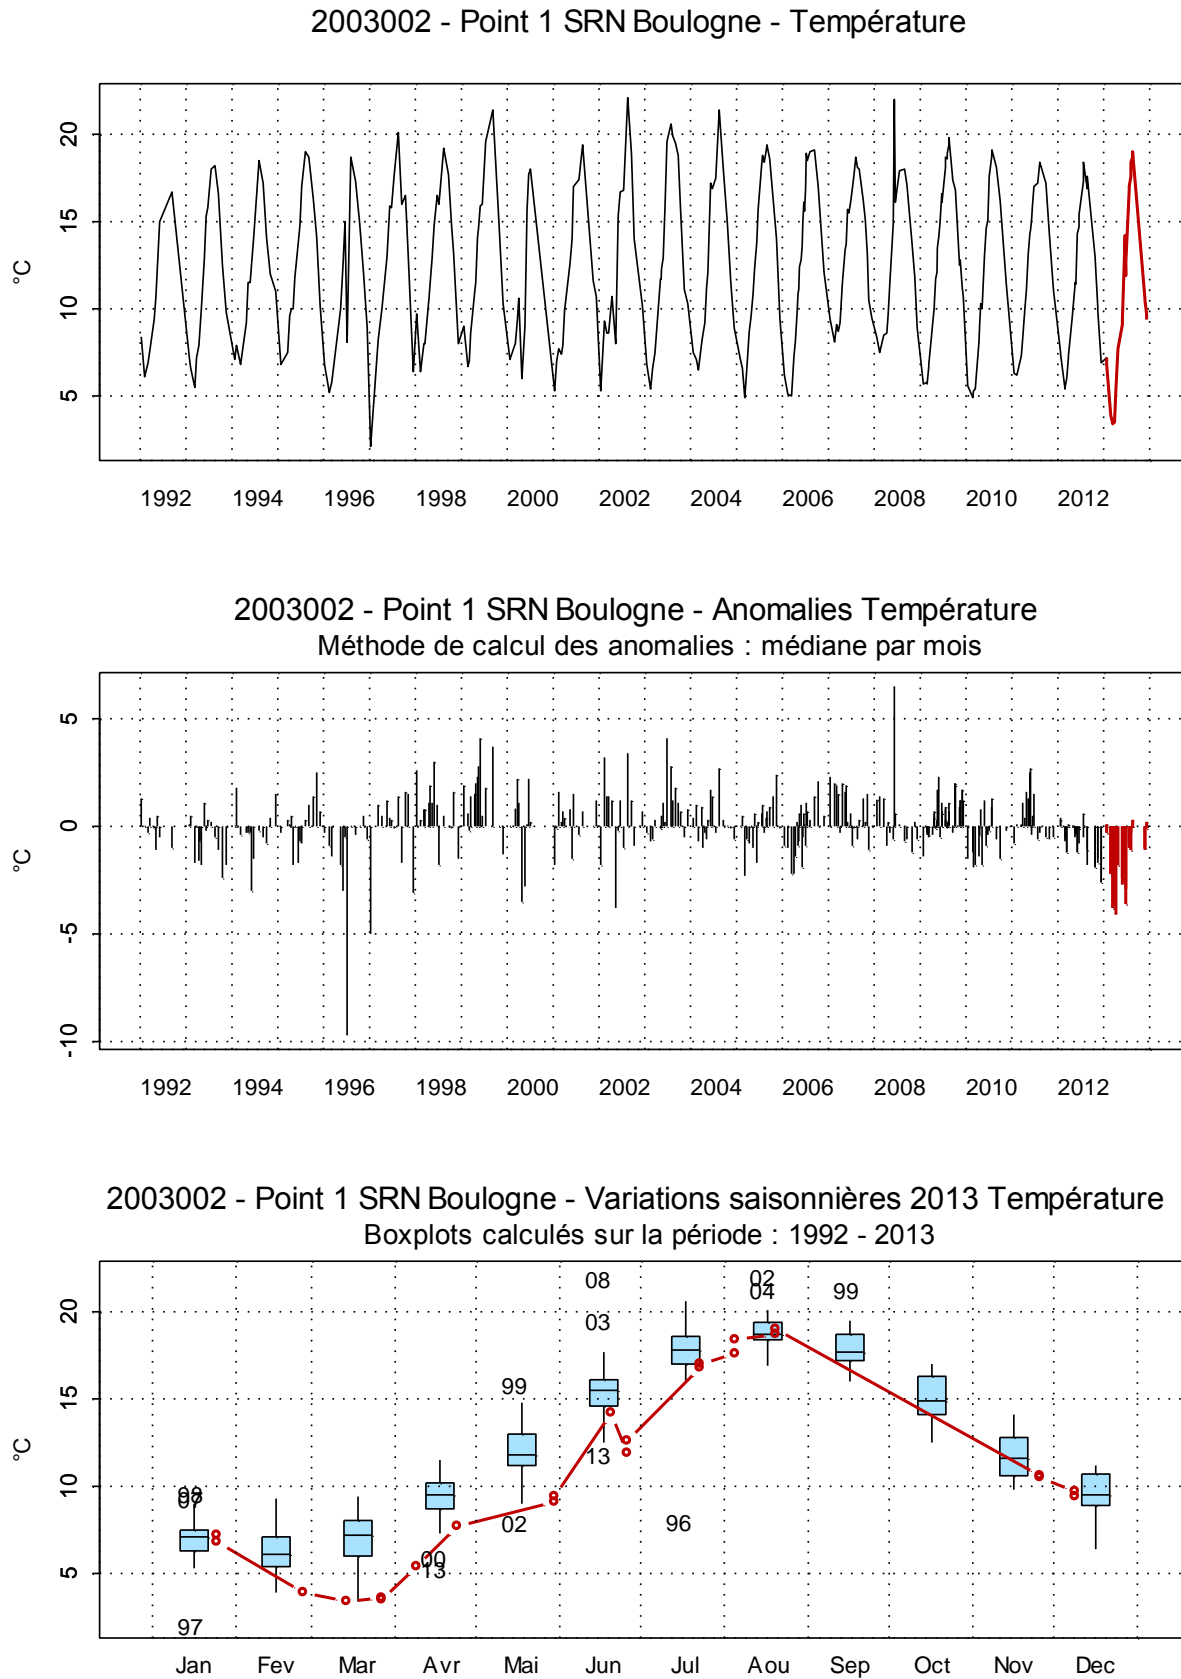 2003002 - Point 1 SRN Boulogne - Température
20
15
10
5
°C
1992 1994 1996 1998 2000 2002 2004 2006 2008 2010 2012
2003002 - Point 1 SRN Boulogne - Anomalies Température
Méthode de calcul des anomalies : médiane par mois
5
0
-5
-10
°C
1992 1994 1996 1998 2000 2002 2004 2006 2008 2010 2012
2003002 - Point 1 SRN Boulogne - Variations saisonnières 2013 Température
Boxplots calculés sur la période : 1992 - 2013
08 02
04 99
20
03
99
15
13
10
02 96
00
13
5
97
°C
Jan Fev Mar Avr Mai Jun Jul Aou Sep Oct Nov Dec